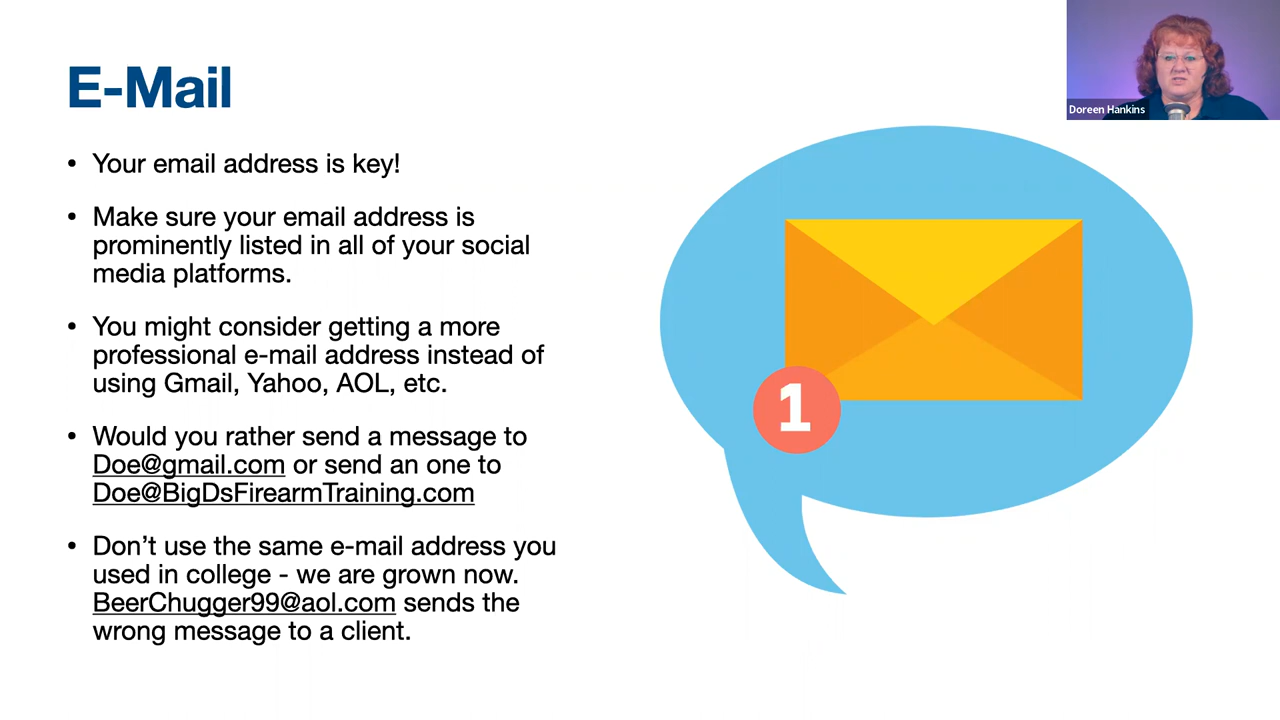 E-Mail
• Your email address is key!
• Make sure your email address is
prominently listed in all of your social
media platforms.
• You might consider getting a more
professional e-mail address instead of
using Gmail, Yahoo, AOL, etc.
• Would you rather send a message to
Doe@gmail.com or send an one to
Doe@BigDsFirearmTraining.com
• Don’t use the same e-mail address you
used in college - we are grown now.
BeerChugger99@aol.com sends the
wrong message to a client.
1
Doreen Hankins